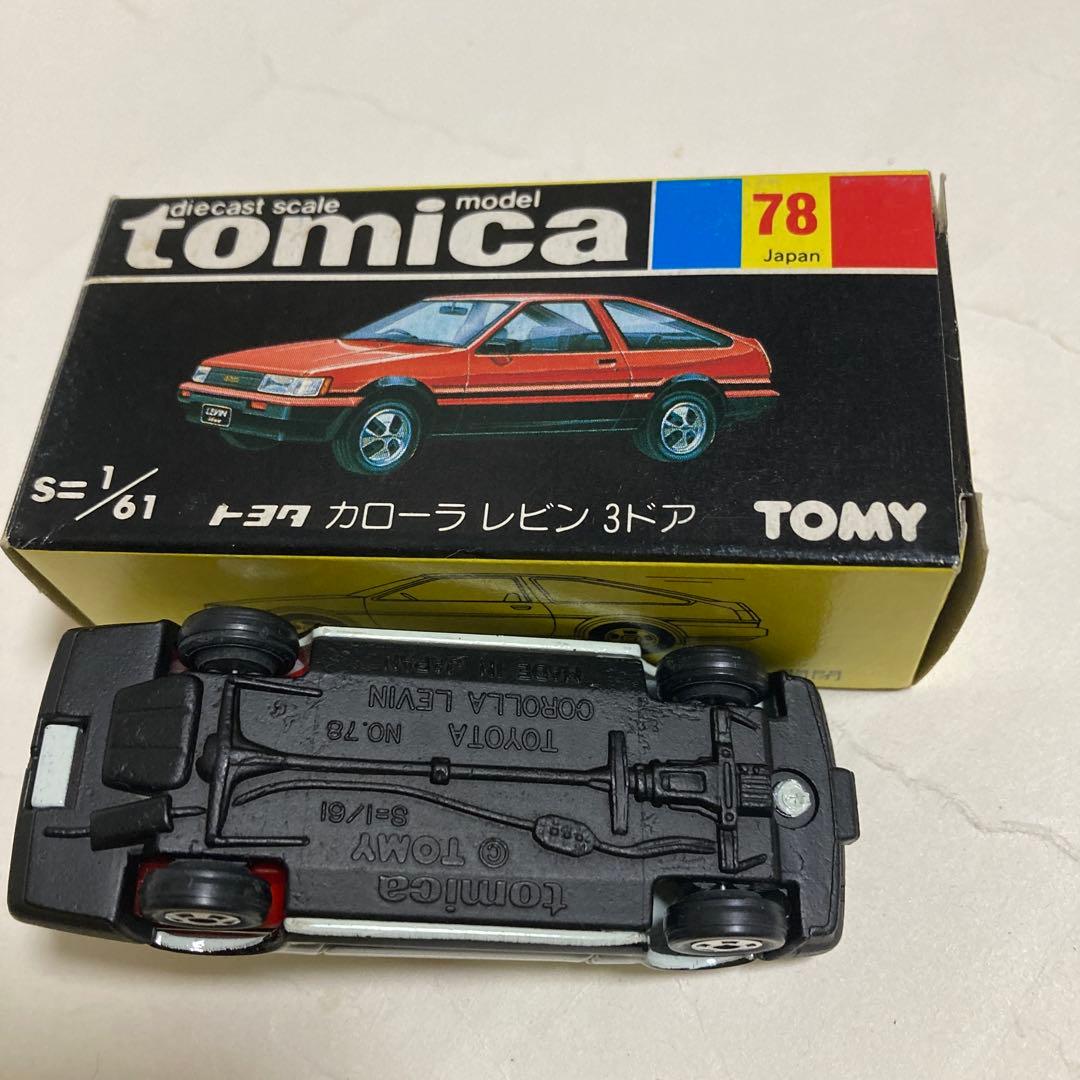 diecast scale model
tomica
78
Japan
LEVIN
S=1/61
トヨタ カローラ レビン 3ドア
TOMY
MADE IN JAPAN
COROLLA LEVIN
TOYOTA NO.78
S=1/61
© TOMY
tomica